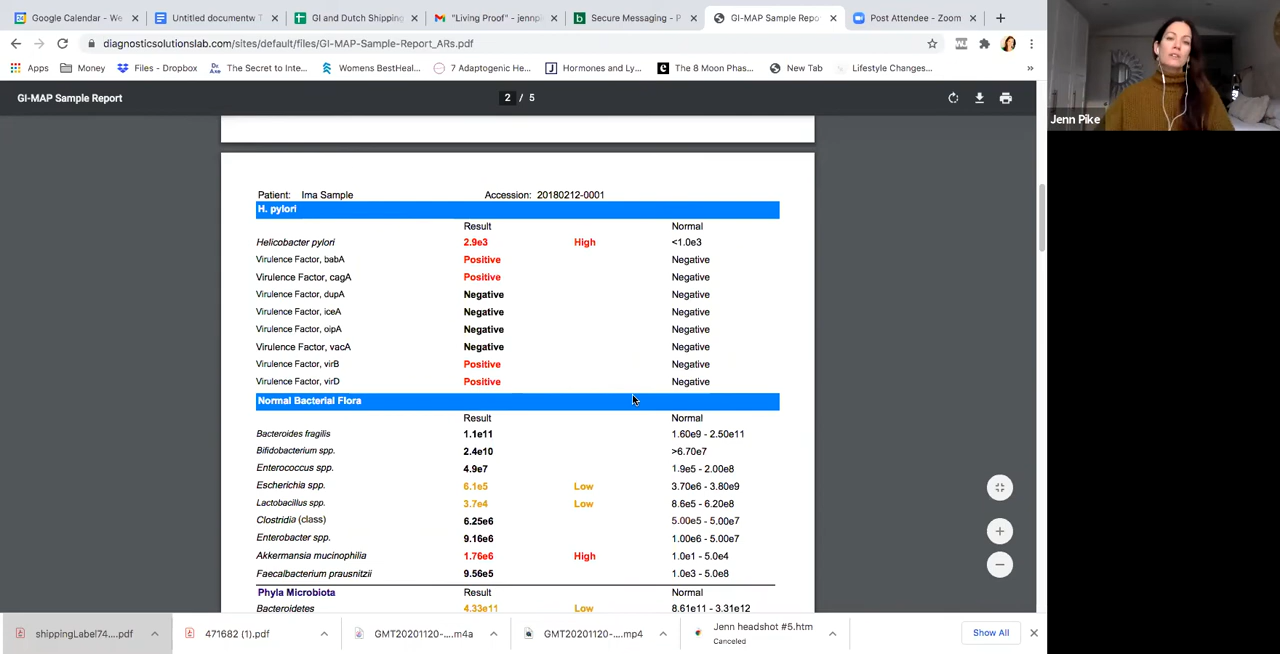 Google Calendar - We
Untitled documentw
GI and Dutch Shipping
"Living Proof" - jennp
Secure Messaging - P
GI-MAP Sample Repo
Post Attendee - Zoom
diagnosticsolutionslab.com/sites/default/files/GI-MAP-Sample-Report_ARs.pdf
Apps
Money
Files - Dropbox
The Secret to Inte...
Womens BestHeal...
7 Adaptogenic He...
Hormones and Ly...
The 8 Moon Phas...
New Tab
Lifestyle Changes...
»
GI-MAP Sample Report
2 / 5
Patient: Ima Sample Accession: 20180212-0001
H. pylori
Result Normal
Helicobacter pylori 2.9e3 High <1.0e3
Virulence Factor, babA Positive Negative
Virulence Factor, cagA Positive Negative
Virulence Factor, dupA Negative Negative
Virulence Factor, iceA Negative Negative
Virulence Factor, oipA Negative Negative
Virulence Factor, vacA Negative Negative
Virulence Factor, virB Positive Negative
Virulence Factor, virD Positive Negative
Normal Bacterial Flora
Result Normal
Bacteroides fragilis 1.1e11 1.60e9 - 2.50e11
Bifidobacterium spp. 2.4e10 >6.70e7
Enterococcus spp. 4.9e7 1.9e5 - 2.00e8
Escherichia spp. 6.1e5 Low 3.70e6 - 3.80e9
Lactobacillus spp. 3.7e4 Low 8.6e5 - 6.20e8
Clostridia (class) 6.25e6 5.00e5 - 5.00e7
Enterobacter spp. 9.16e6 1.00e6 - 5.00e7
Akkermansia mucinophilia 1.76e6 High 1.0e1 - 5.0e4
Faecalbacterium prausnitzii 9.56e5 1.0e3 - 5.0e8
Phyla Microbiota Result Normal
Bacteroidetes 4.33e11 Low 8.61e11 - 3.31e12
shippingLabel74....pdf
471682 (1).pdf
GMT20201120-....m4a
GMT20201120-....mp4
Jenn headshot #5.htm
Canceled
Show All
Jenn Pike